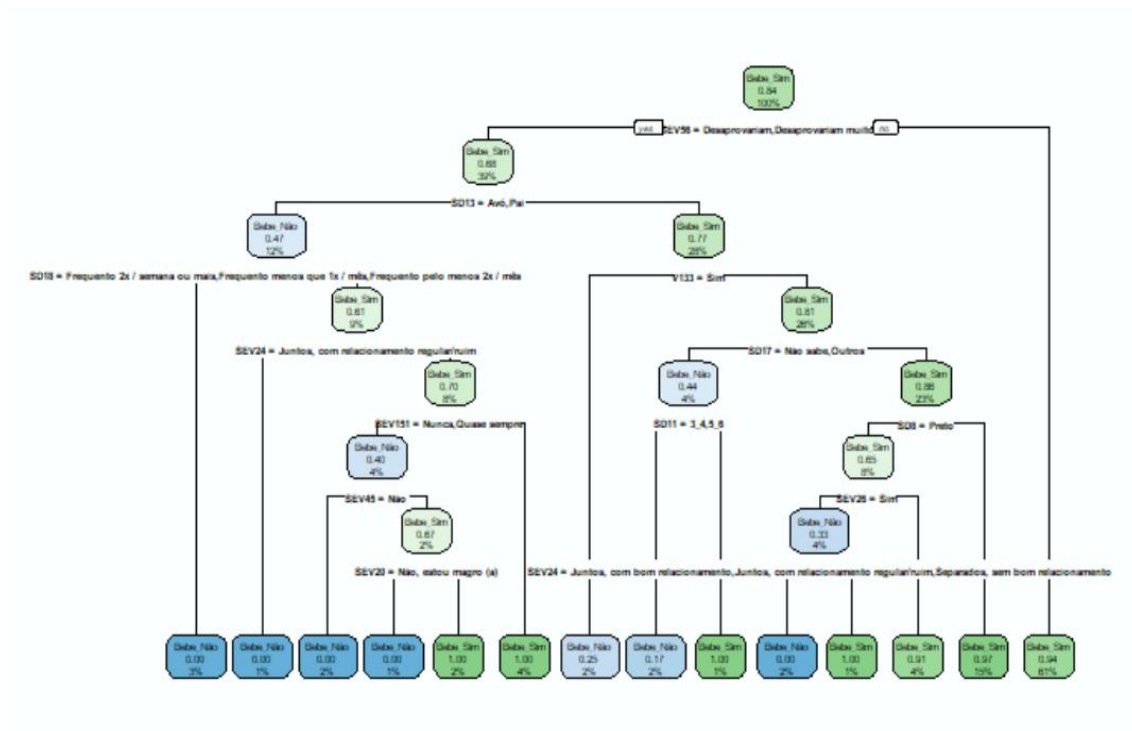 Bebe_Sim
0.84
100%
yes
SEV56 = Desaprovariam,Desaprovariam muito
no
Bebe_Sim
0.68
39%
SD13 = Avó,Pai
Bebe_Não
0.47
12%
Bebe_Sim
0.77
28%
SD18 = Frequento 2x / semana ou mais,Frequento menos que 1x / mês,Frequento pelo menos 2x / mês
V133 = Sim
Bebe_Sim
0.61
9%
Bebe_Sim
0.81
26%
SEV24 = Juntos, com relacionamento regular/ruim
SD17 = Não sabe,Outros
Bebe_Sim
0.70
8%
Bebe_Não
0.44
4%
Bebe_Sim
23%
SEV151 = Nunca,Quase sempre
SD11 = 3_4,5_6
SD8 = Preto
Bebe_Não
0.40
4%
Bebe_Sim
0.65
8%
SEV45 = Não
SEV26 = Sim
Bebe_Sim
0.67
2%
Bebe_Não
0.33
4%
SEV20 = Não, estou magro (a)
SEV24 = Juntos, com bom relacionamento,Juntos, com relacionamento regular/ruim,Separados, sem bom relacionamento
Bebe_Não
0.00
3%
Bebe_Não
0.00
1%
Bebe_Não
0.00
2%
Bebe_Não
0.00
1%
Bebe_Sim
1.00
2%
Bebe_Sim
1.00
4%
Bebe_Não
0.25
2%
Bebe_Não
0.17
2%
Bebe_Sim
1.00
1%
Bebe_Não
0.00
2%
Bebe_Sim
1.00
1%
Bebe_Sim
0.91
4%
Bebe_Sim
0.97
15%
Bebe_Sim
0.94
61%